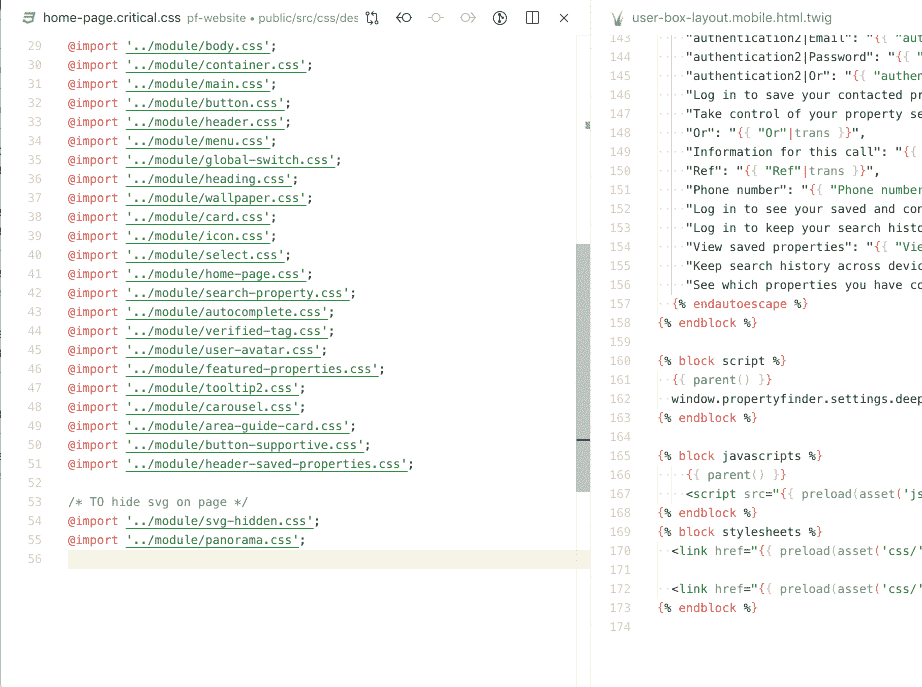 home-page.critical.css pf-website • public/src/css/des
29 @import '../module/body.css';
30 @import '../module/container.css';
31 @import '../module/main.css';
32 @import '../module/button.css';
33 @import '../module/header.css';
34 @import '../module/menu.css';
35 @import '../module/global-switch.css';
36 @import '../module/heading.css';
37 @import '../module/wallpaper.css';
38 @import '../module/card.css';
39 @import '../module/icon.css';
40 @import '../module/select.css';
41 @import '../module/home-page.css';
42 @import '../module/search-property.css';
43 @import '../module/autocomplete.css';
44 @import '../module/verified-tag.css';
45 @import '../module/user-avatar.css';
46 @import '../module/featured-properties.css';
47 @import '../module/tooltip2.css';
48 @import '../module/carousel.css';
49 @import '../module/area-guide-card.css';
50 @import '../module/button-supportive.css';
51 @import '../module/header-saved-properties.css';
52
53 /* TO hide svg on page */
54 @import '../module/svg-hidden.css';
55 @import '../module/panorama.css';
56
user-box-layout.mobile.html.twig
143 "authentication2|Email": "{{ "aut
144 "authentication2|Password": "{{ "
145 "authentication2|Or": "{{ "authen
146 "Log in to save your contacted pr
147 "Take control of your property se
148 "Or": "{{ "Or"|trans }}",
149 "Information for this call": "{{
150 "Ref": "{{ "Ref"|trans }}",
151 "Phone number": "{{ "Phone number
152 "Log in to see your saved and con
153 "Log in to keep your search histo
154 "View saved properties": "{{ "Vie
155 "Keep search history across devic
156 "See which properties you have co
157 {% endautoescape %}
158 {% endblock %}
159
160 {% block script %}
161 {{ parent() }}
162 window.propertyfinder.settings.deep
163 {% endblock %}
164
165 {% block javascripts %}
166 {{ parent() }}
167 <script src="{{ preload(asset('js
168 {% endblock %}
169 {% block stylesheets %}
170 <link href="{{ preload(asset('css/'
171
172 <link href="{{ preload(asset('css/'
173 {% endblock %}
174